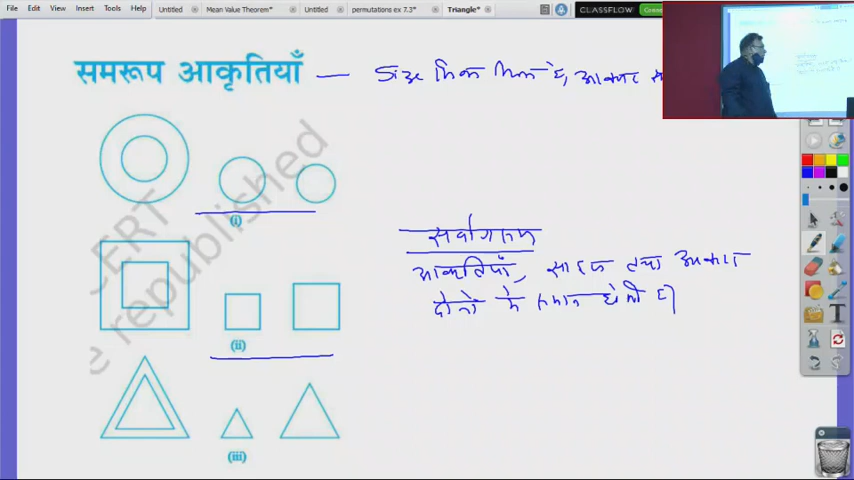 File Edit View Insert Tools Help Untitled Mean Value Theorem* Untitled permutations ex 7.3* Triangle* CLASSFLOW
समरूप आकृतियाँ — Size भिन्न भिन्न है, आकार
(i)
सर्वांगसम
आकृतियाँ, साइज तथा आकार
दोनों में समान होती है।
(ii)
(iii)